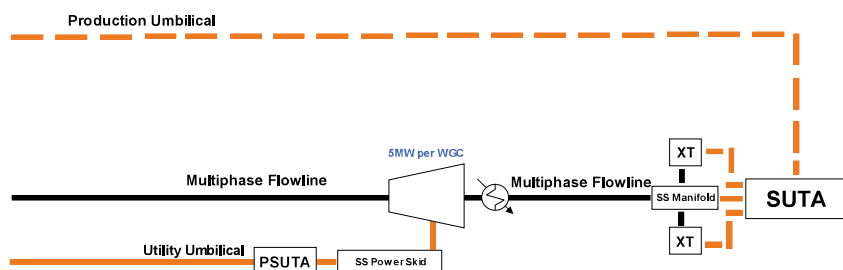 Production Umbilical
5MW per WGC
XT
Multiphase Flowline
Multiphase Flowline
SS Manifold
SUTA
XT
Utility Umbilical
PSUTA
SS Power Skid